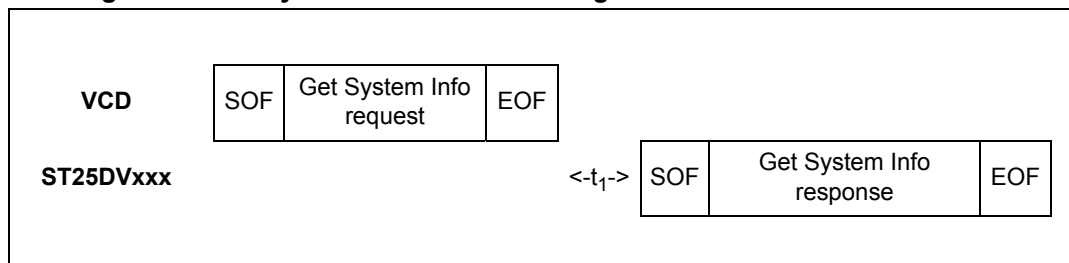 VCD SOF Get System Info request EOF
ST25DVxxx <-t1-> SOF Get System Info response EOF